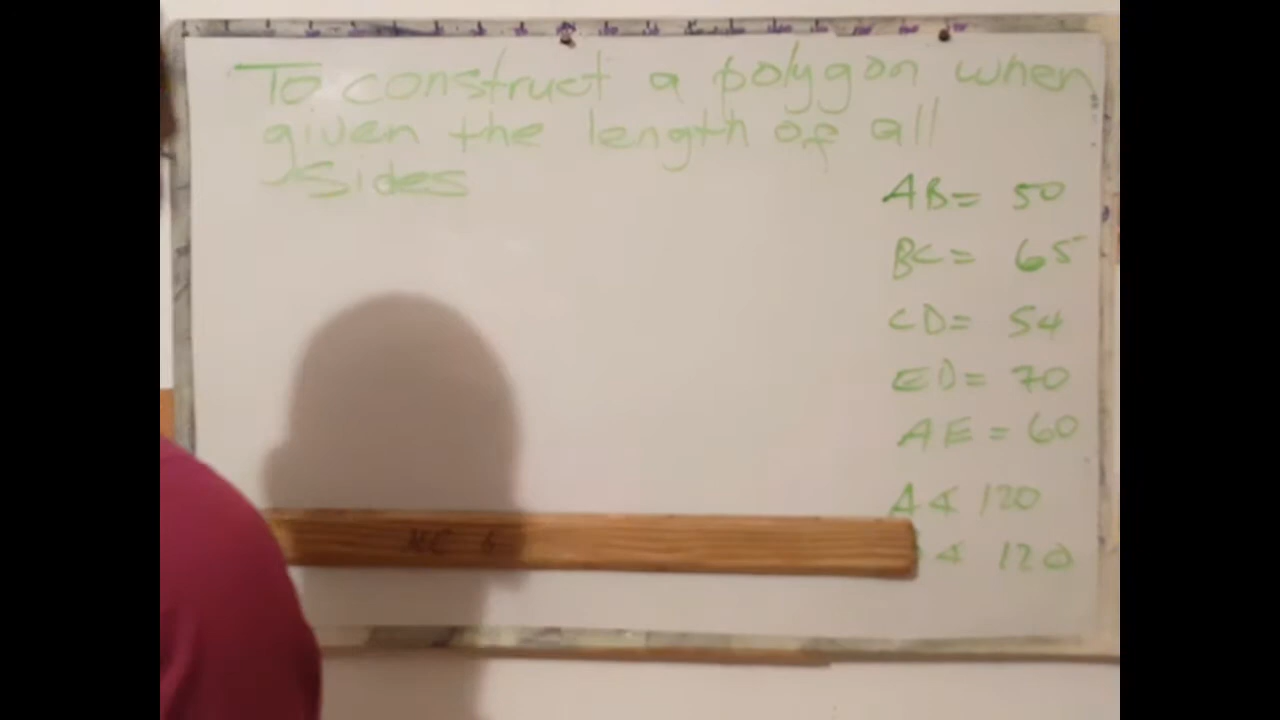 To construct a polygon when
given the length of all
Sides
AB = 50
BC = 65
CD = 54
ED = 70
AE = 60
A ∢ 120
∢ 120